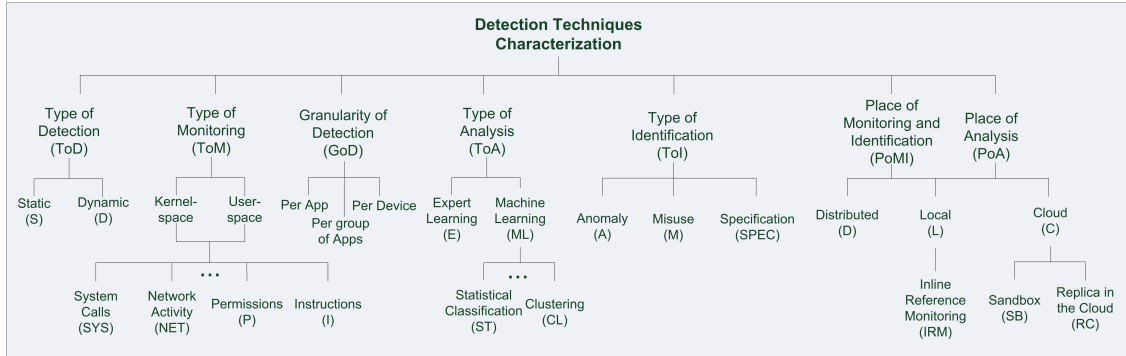 Detection Techniques
Characterization
Type of
Detection
(ToD)
Type of
Monitoring
(ToM)
Granularity of
Detection
(GoD)
Type of
Analysis
(ToA)
Type of
Identification
(ToI)
Place of
Monitoring and
Identification
(PoMI)
Place of
Analysis
(PoA)
Static
(S)
Dynamic
(D)
Kernel-
space
User-
space
Per App
Per group
of Apps
Per Device
Expert
Learning
(E)
Machine
Learning
(ML)
Anomaly
(A)
Misuse
(M)
Specification
(SPEC)
Distributed
(D)
Local
(L)
Cloud
(C)
...
System
Calls
(SYS)
Network
Activity
(NET)
Permissions
(P)
Instructions
(I)
...
Statistical
Classification
(ST)
Clustering
(CL)
Inline
Reference
Monitoring
(IRM)
Sandbox
(SB)
Replica in
the Cloud
(RC)